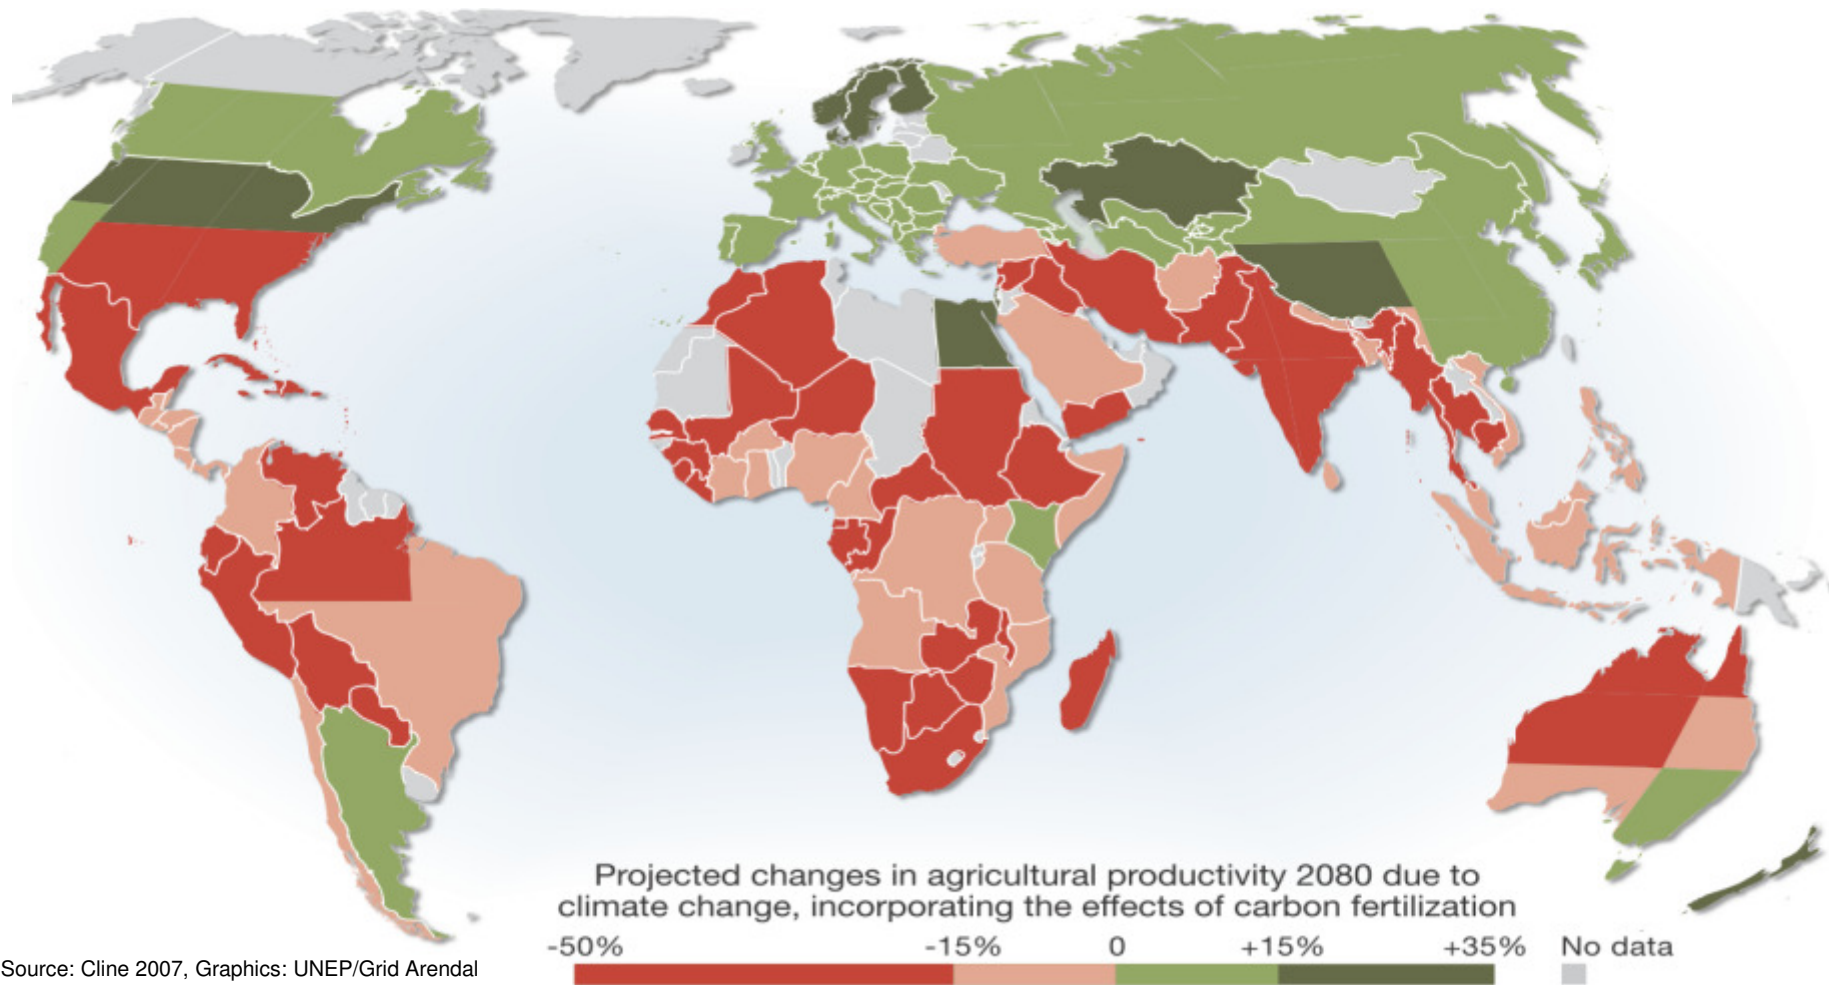 Projected changes in agricultural productivity 2080 due to
climate change, incorporating the effects of carbon fertilization
-50% -15% 0 +15% +35% No data
Source: Cline 2007, Graphics: UNEP/Grid Arendal